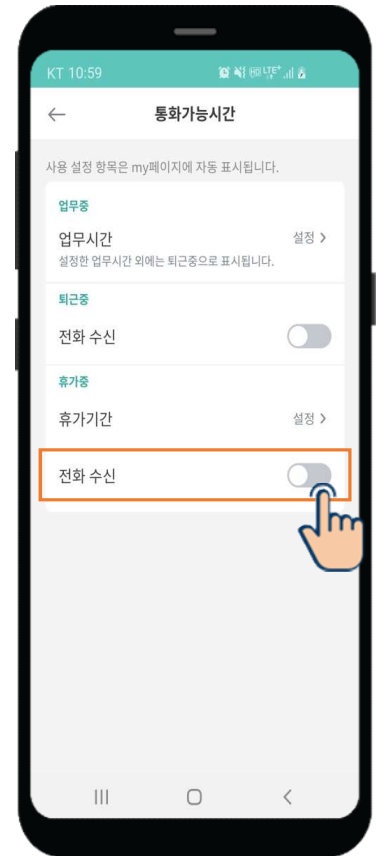 KT 10:59
HD LTE+
통화가능시간
사용 설정 항목은 my페이지에 자동 표시됩니다.
업무중
업무시간 설정 >
설정한 업무시간 외에는 퇴근중으로 표시됩니다.
퇴근중
전화 수신
휴가중
휴가기간 설정 >
전화 수신